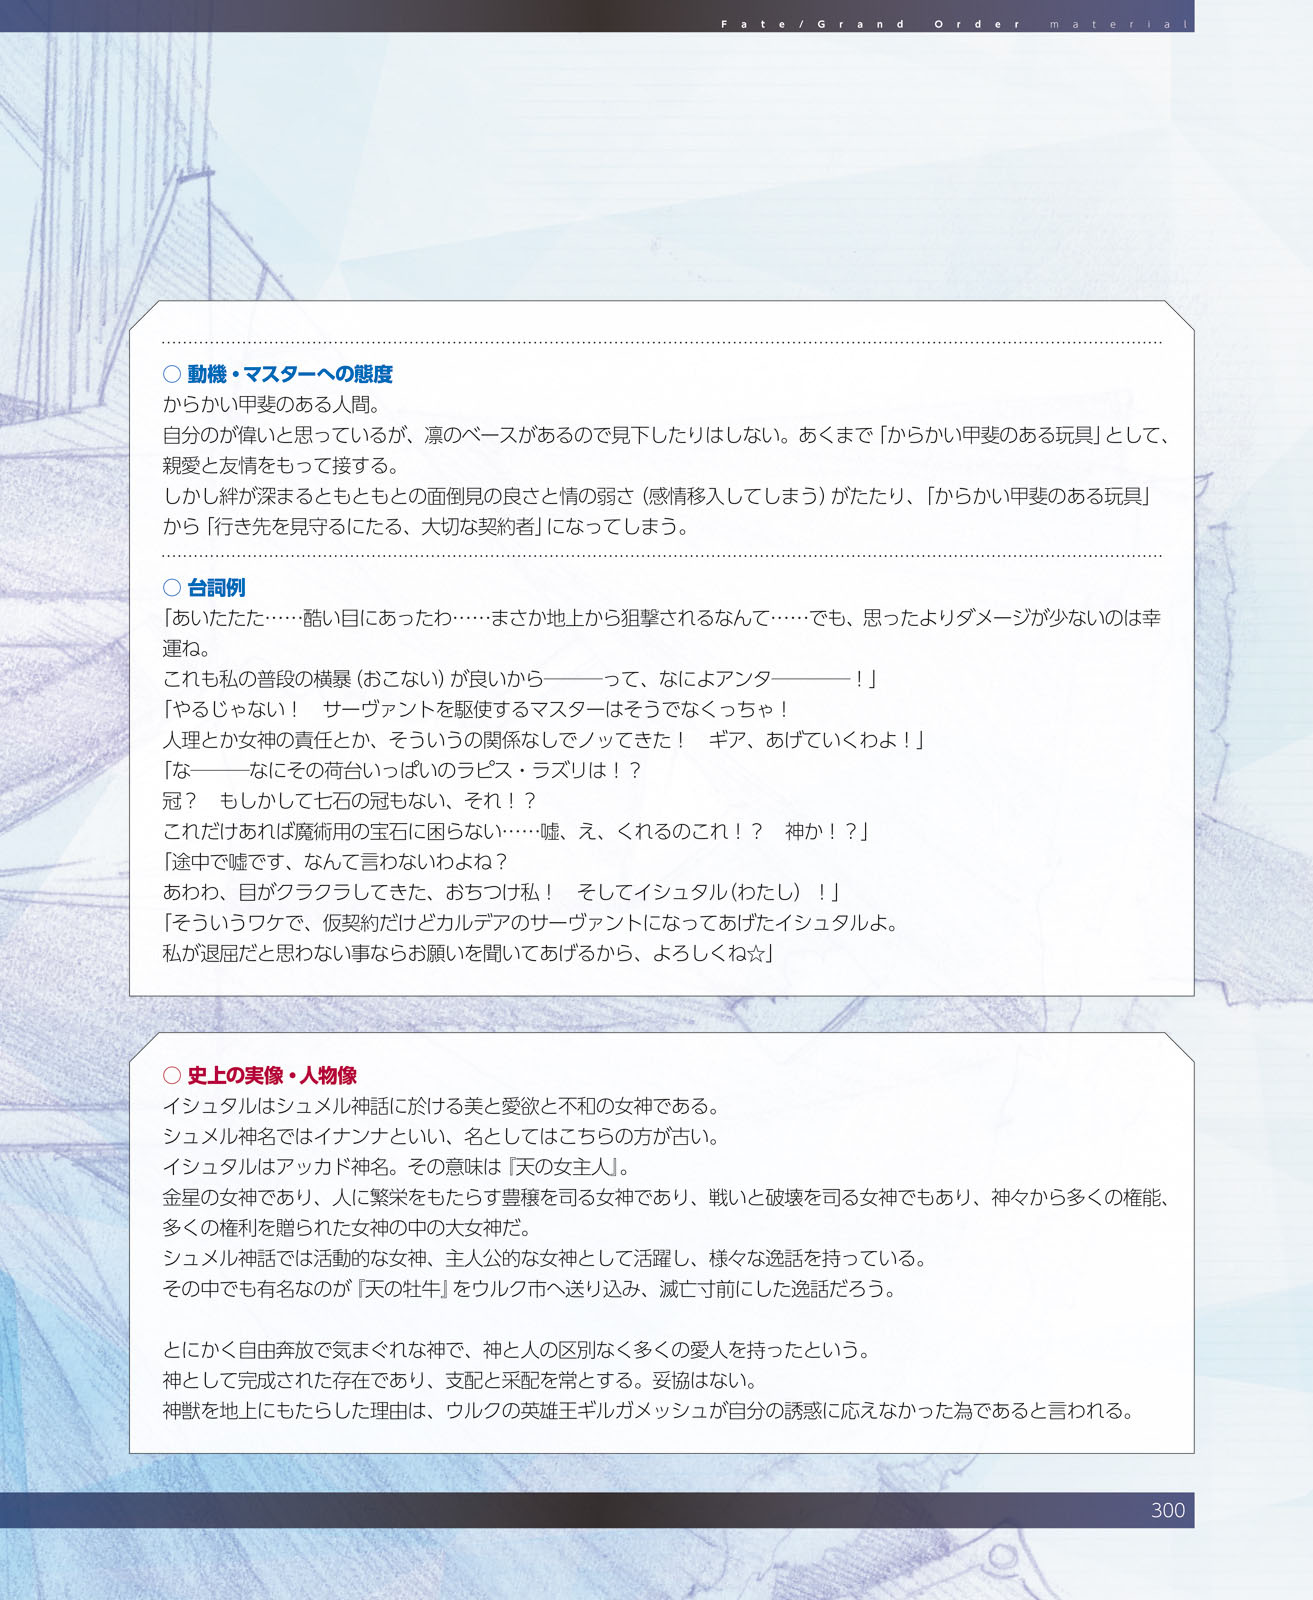 Fate/Grand Order material
○ 動機・マスターへの態度
からかい甲斐のある人間。
自分のが偉いと思っているが、凛のベースがあるので見下したりはしない。あくまで「からかい甲斐のある玩具」として、
親愛と友情をもって接する。
しかし絆が深まるともともとの面倒見の良さと情の弱さ（感情移入してしまう）がたたり、「からかい甲斐のある玩具」
から「行き先を見守るにたる、大切な契約者」になってしまう。
○ 台詞例
「あいたたた……酷い目にあったわ……まさか地上から狙撃されるなんて……でも、思ったよりダメージが少ないのは幸
運ね。
これも私の普段の横暴（おこない）が良いから―――って、なによアンタ――――！」
「やるじゃない！　サーヴァントを駆使するマスターはそうでなくっちゃ！
人理とか女神の責任とか、そういうの関係なしでノッてきた！　ギア、あげていくわよ！」
「な―――なにその荷台いっぱいのラピス・ラズリは！？
冠？　もしかして七石の冠もない、それ！？
これだけあれば魔術用の宝石に困らない……嘘、え、くれるのこれ！？　神か！？」
「途中で嘘です、なんて言わないわよね？
あわわ、目がクラクラしてきた、おちつけ私！　そしてイシュタル（わたし）！」
「そういうワケで、仮契約だけどカルデアのサーヴァントになってあげたイシュタルよ。
私が退屈だと思わない事ならお願いを聞いてあげるから、よろしくね☆」
○ 史上の実像・人物像
イシュタルはシュメル神話に於ける美と愛欲と不和の女神である。
シュメル神名ではイナンナといい、名としてはこちらの方が古い。
イシュタルはアッカド神名。その意味は『天の女主人』。
金星の女神であり、人に繁栄をもたらす豊穣を司る女神であり、戦いと破壊を司る女神でもあり、神々から多くの権能、
多くの権利を贈られた女神の中の大女神だ。
シュメル神話では活動的な女神、主人公的な女神として活躍し、様々な逸話を持っている。
その中でも有名なのが『天の牡牛』をウルク市へ送り込み、滅亡寸前にした逸話だろう。
とにかく自由奔放で気まぐれな神で、神と人の区別なく多くの愛人を持ったという。
神として完成された存在であり、支配と采配を常とする。妥協はない。
神獣を地上にもたらした理由は、ウルクの英雄王ギルガメッシュが自分の誘惑に応えなかった為であると言われる。
300